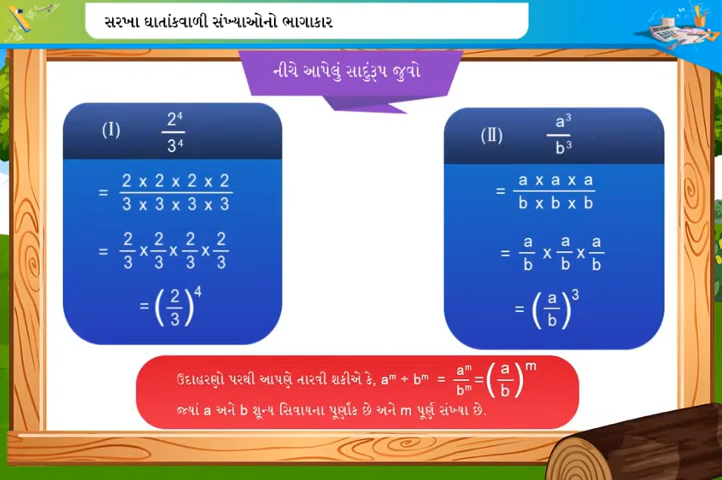 સરખા ઘાતાંકવાળી સંખ્યાઓનો ભાગાકાર
નીચે આપેલું સાદુંરૂપ જુવો
(I) 2⁴/3⁴
= (2 x 2 x 2 x 2)/(3 x 3 x 3 x 3)
= 2/3 x 2/3 x 2/3 x 2/3
= (2/3)⁴
(II) a³/b³
= (a x a x a)/(b x b x b)
= a/b x a/b x a/b
= (a/b)³
ઉદાહરણો પરથી આપણે તારવી શકીએ કે, aᵐ ÷ bᵐ = aᵐ/bᵐ = (a/b)ᵐ
જ્યાં a અને b શૂન્ય સિવાયના પૂર્ણાંક છે અને m પૂર્ણ સંખ્યા છે.